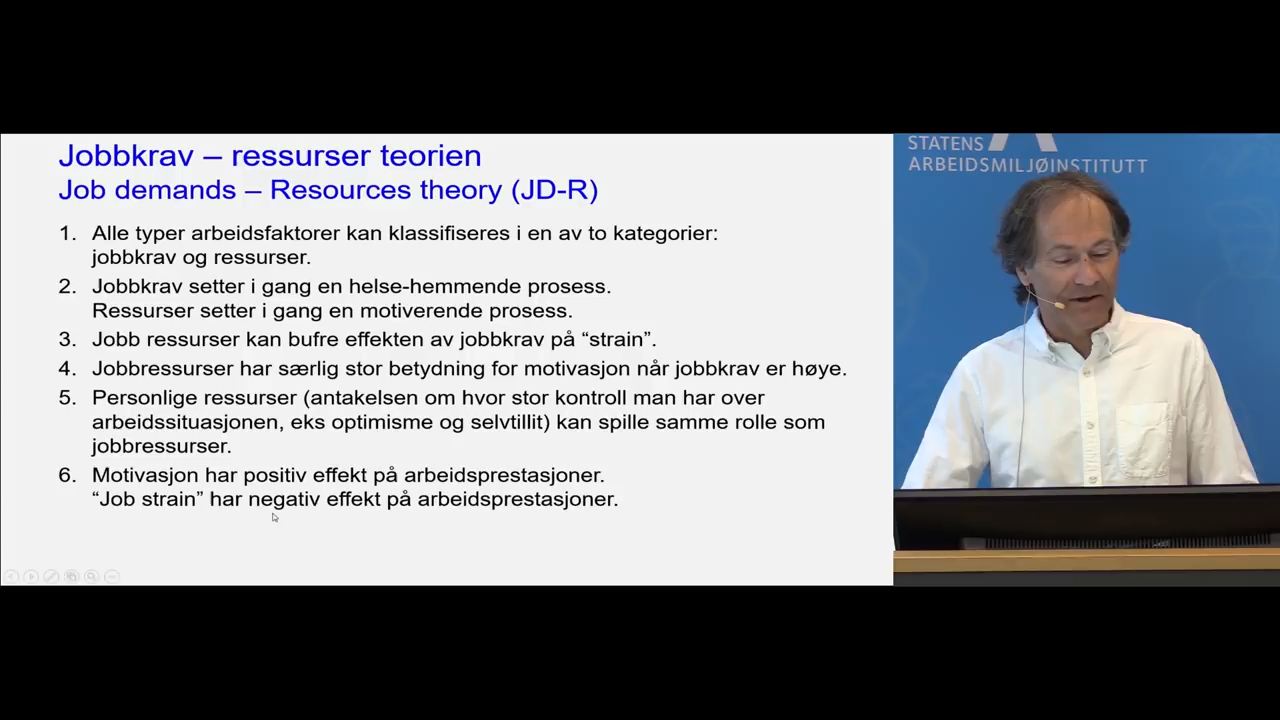 Jobbkrav – ressurser teorien
Job demands – Resources theory (JD-R)
1. Alle typer arbeidsfaktorer kan klassifiseres i en av to kategorier:
jobbkrav og ressurser.
2. Jobbkrav setter i gang en helse-hemmende prosess.
Ressurser setter i gang en motiverende prosess.
3. Jobb ressurser kan bufre effekten av jobbkrav på “strain”.
4. Jobbressurser har særlig stor betydning for motivasjon når jobbkrav er høye.
5. Personlige ressurser (antakelsen om hvor stor kontroll man har over
arbeidssituasjonen, eks optimisme og selvtillit) kan spille samme rolle som
jobbressurser.
6. Motivasjon har positiv effekt på arbeidsprestasjoner.
“Job strain” har negativ effekt på arbeidsprestasjoner.
STATENS
ARBEIDSMILJØINSTITUTT